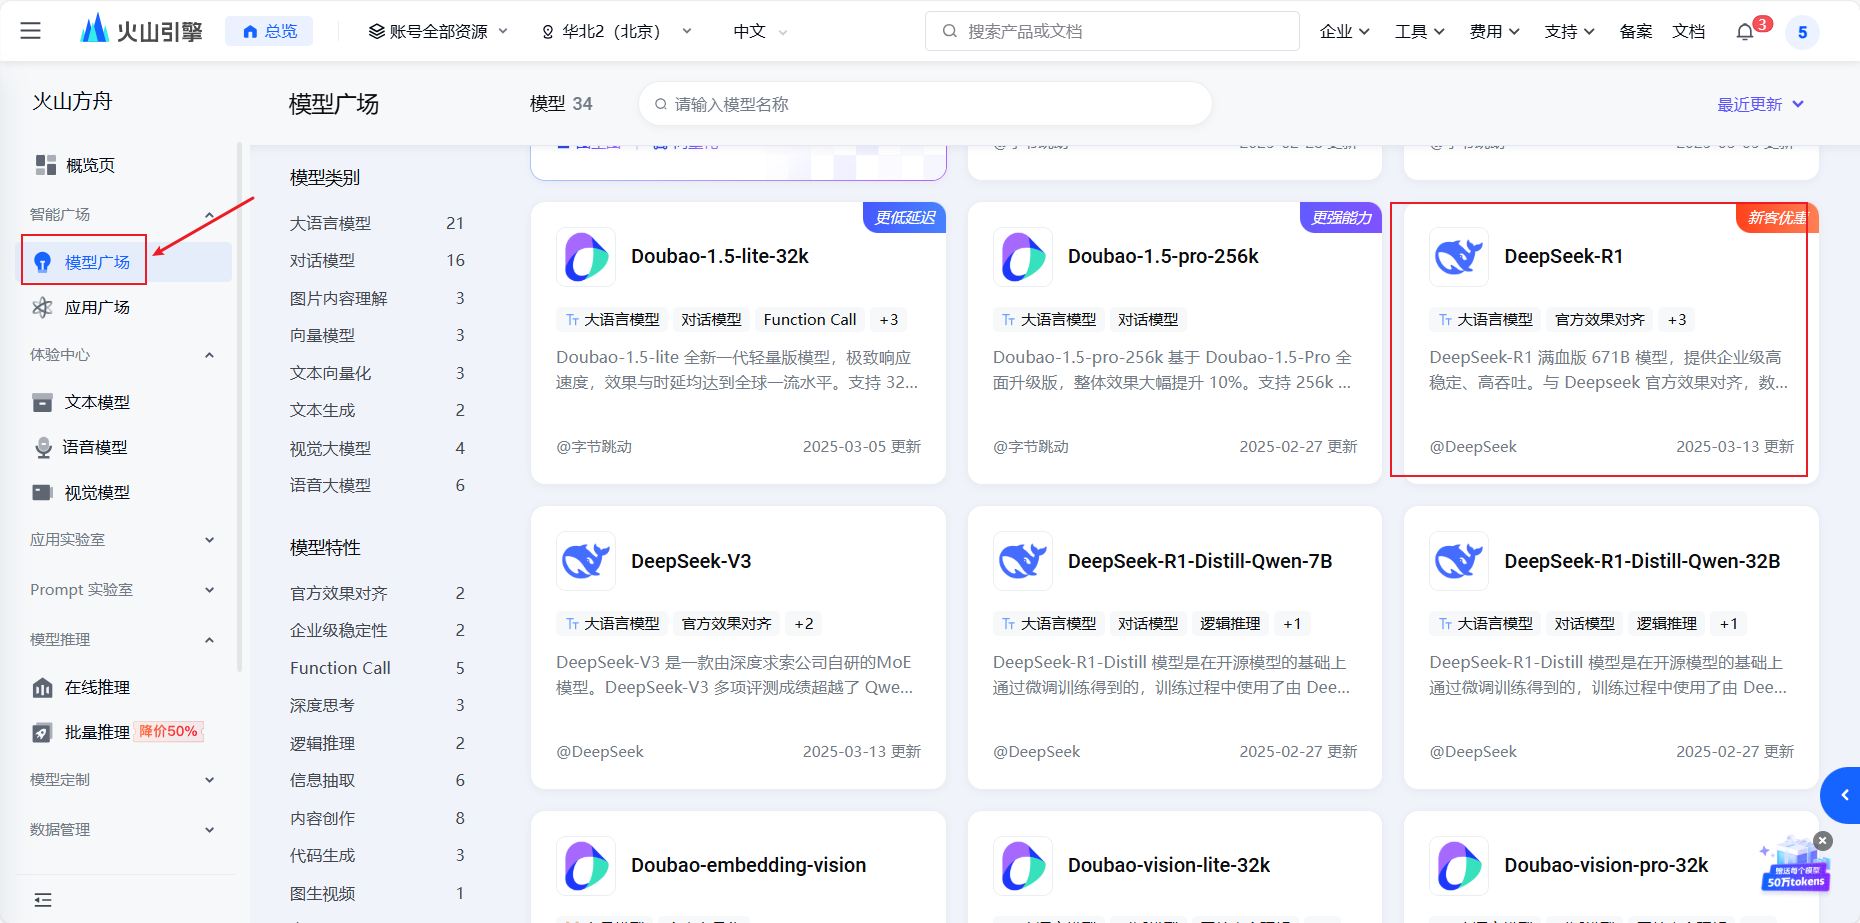 火山引擎
总览
账号全部资源
华北2（北京）
中文
搜索产品或文档
企业
工具
费用
支持
备案
文档
3
5
火山方舟
概览页
智能广场
模型广场
应用广场
体验中心
文本模型
语音模型
视觉模型
应用实验室
Prompt 实验室
模型推理
在线推理
批量推理 降价50%
模型定制
数据管理
模型广场
模型 34
请输入模型名称
最近更新
模型类别
大语言模型 21
对话模型 16
图片内容理解 3
向量模型 3
文本向量化 3
文本生成 2
视觉大模型 4
语音大模型 6
模型特性
官方效果对齐 2
企业级稳定性 2
Function Call 5
深度思考 3
逻辑推理 2
信息抽取 6
内容创作 8
代码生成 3
图生视频 1
更低延迟
Doubao-1.5-lite-32k
大语言模型 对话模型 Function Call +3
Doubao-1.5-lite 全新一代轻量版模型，极致响应
速度，效果与时延均达到全球一流水平。支持 32...
@字节跳动 2025-03-05 更新
更强能力
Doubao-1.5-pro-256k
大语言模型 对话模型
Doubao-1.5-pro-256k 基于 Doubao-1.5-Pro 全
面升级版，整体效果大幅提升 10%。支持 256k ...
@字节跳动 2025-02-27 更新
新客优惠
DeepSeek-R1
大语言模型 官方效果对齐 +3
DeepSeek-R1 满血版 671B 模型，提供企业级高
稳定、高吞吐。与 Deepseek 官方效果对齐，数...
@DeepSeek 2025-03-13 更新
DeepSeek-V3
大语言模型 官方效果对齐 +2
DeepSeek-V3 是一款由深度求索公司自研的MoE
模型。DeepSeek-V3 多项评测成绩超越了 Qwe...
@DeepSeek 2025-03-13 更新
DeepSeek-R1-Distill-Qwen-7B
大语言模型 对话模型 逻辑推理 +1
DeepSeek-R1-Distill 模型是在开源模型的基础上
通过微调训练得到的，训练过程中使用了由 Dee...
@DeepSeek 2025-02-27 更新
DeepSeek-R1-Distill-Qwen-32B
大语言模型 对话模型 逻辑推理 +1
DeepSeek-R1-Distill 模型是在开源模型的基础上
通过微调训练得到的，训练过程中使用了由 Dee...
@DeepSeek 2025-02-27 更新
Doubao-embedding-vision
Doubao-vision-lite-32k
Doubao-vision-pro-32k
赠送每个模型
50万tokens